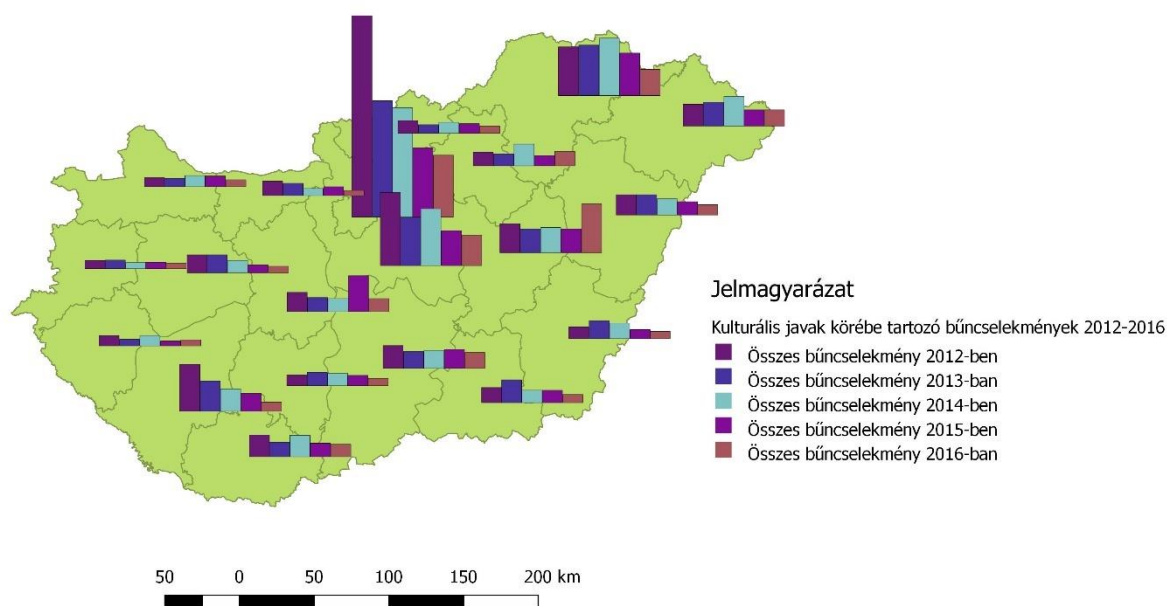 Jelmagyarázat
Kulturális javak körébe tartozó bűncselekmények 2012-2016
Összes bűncselekmény 2012-ben
Összes bűncselekmény 2013-ban
Összes bűncselekmény 2014-ben
Összes bűncselekmény 2015-ben
Összes bűncselekmény 2016-ban
50 0 50 100 150 200 km